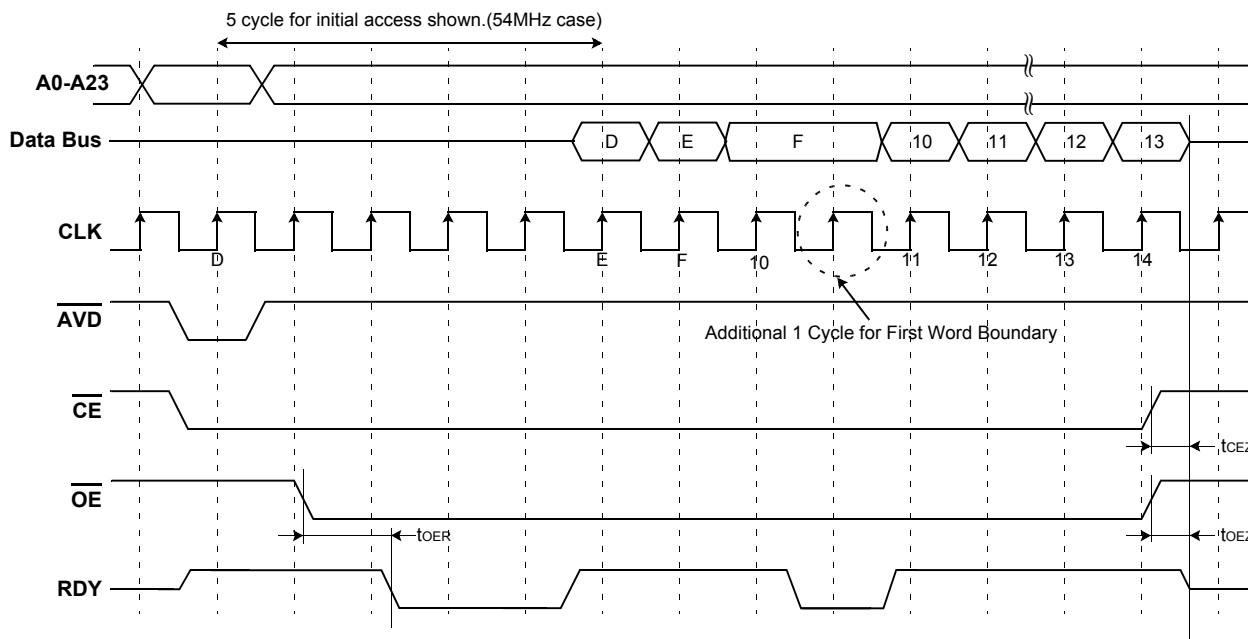 5 cycle for initial access shown.(54MHz case)
A0-A23
Data Bus
D E F 10 11 12 13
CLK
D E F 10 11 12 13 14
Additional 1 Cycle for First Word Boundary
AVD
CE
tCEZ
OE
tOER
tOEZ
RDY